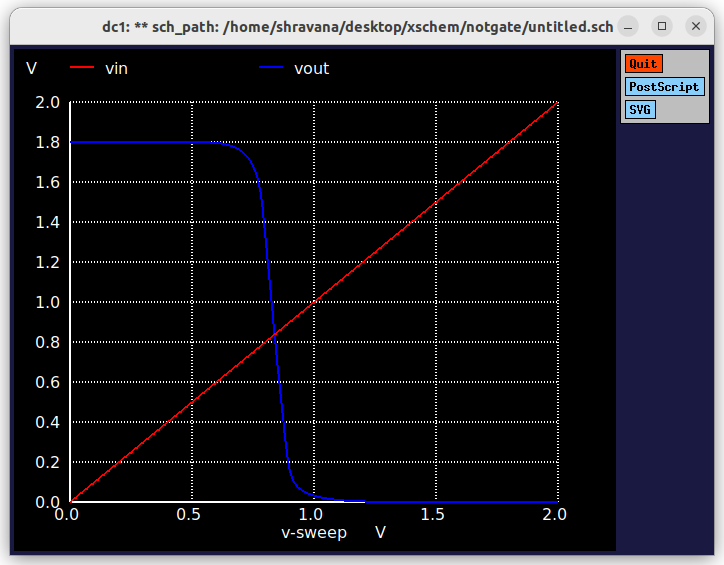 dc1: ** sch_path: /home/shravana/desktop/xschem/notgate/untitled.sch
Quit
PostScript
SVG
V vin vout
2.0
1.8
1.6
1.4
1.2
1.0
0.8
0.6
0.4
0.2
0.0
0.0 0.5 1.0 1.5 2.0
v-sweep V